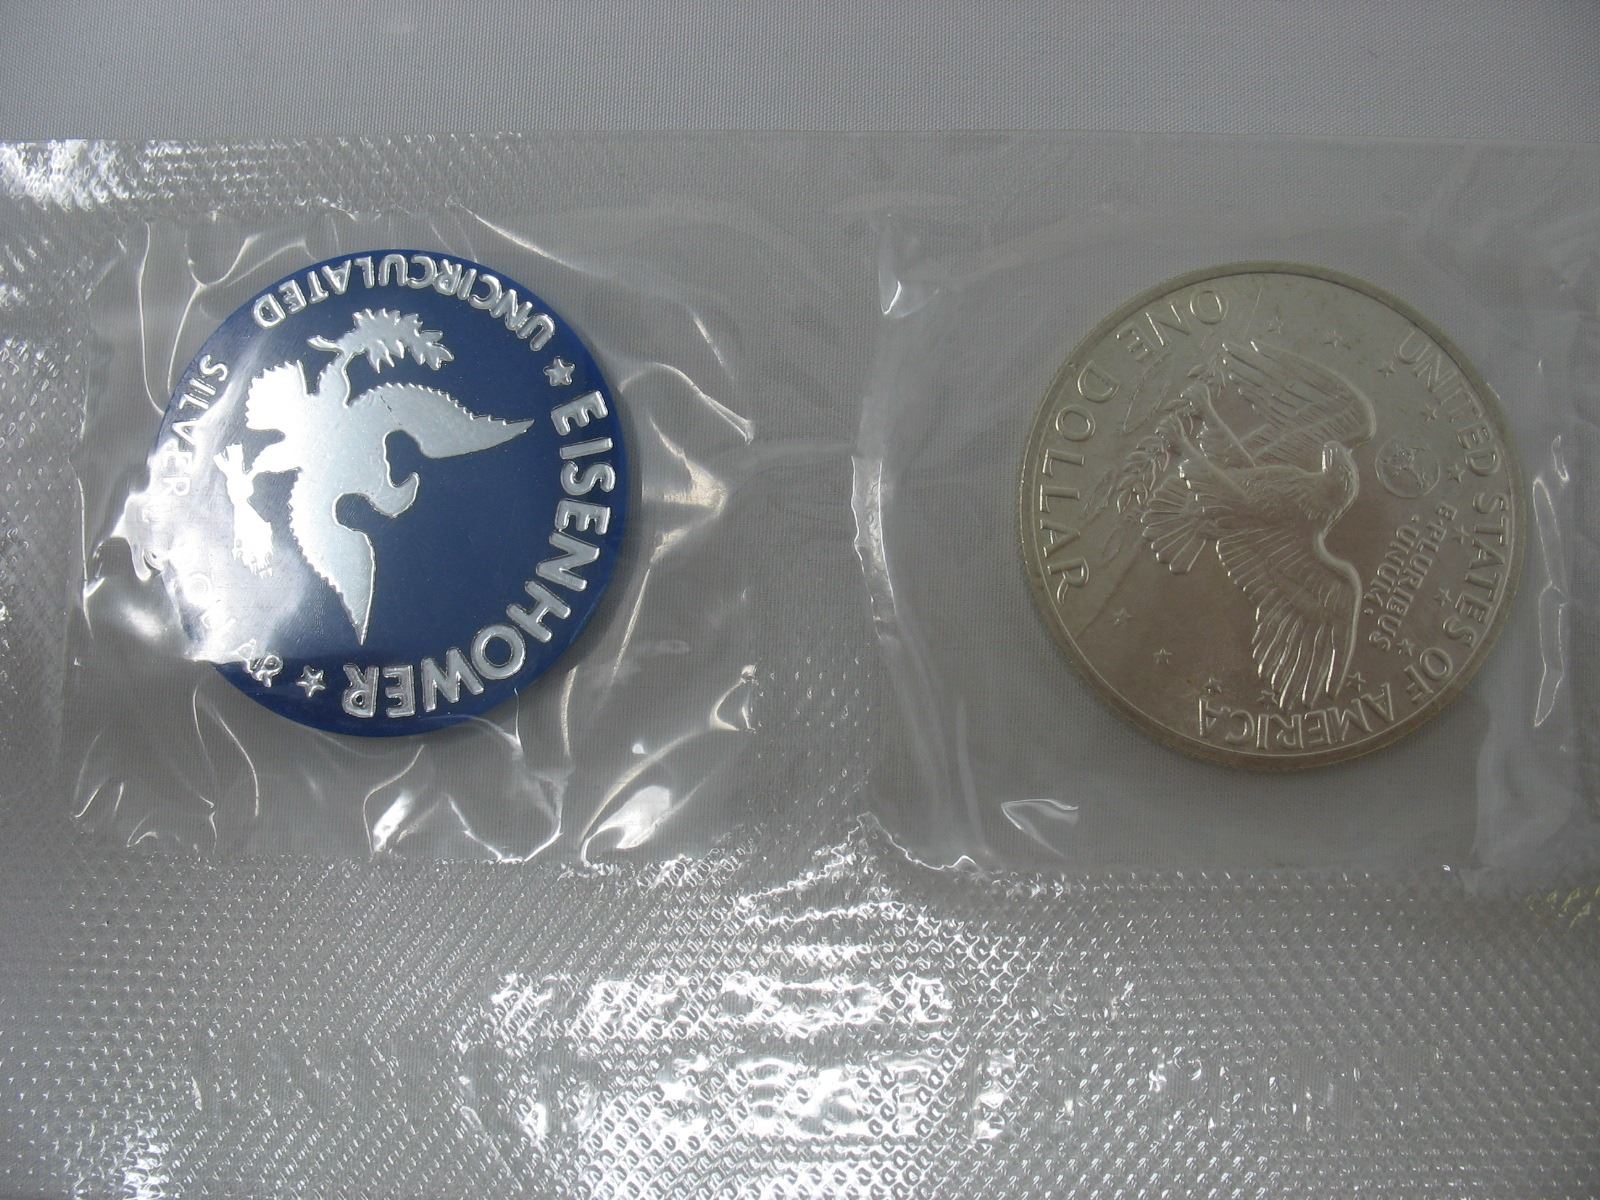 EISENHOWER
UNCIRCULATED
SILVER DOLLAR
UNITED STATES OF AMERICA
E PLURIBUS
UNUM
ONE DOLLAR